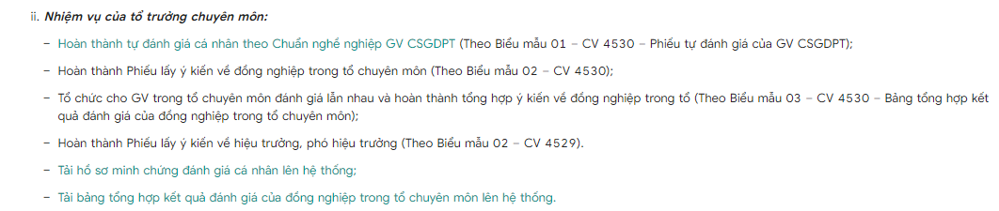 ii. Nhiệm vụ của tổ trưởng chuyên môn:
– Hoàn thành tự đánh giá cá nhân theo Chuẩn nghề nghiệp GV CSGDPT (Theo Biểu mẫu 01 – CV 4530 – Phiếu tự đánh giá của GV CSGDPT);
– Hoàn thành Phiếu lấy ý kiến về đồng nghiệp trong tổ chuyên môn (Theo Biểu mẫu 02 – CV 4530);
– Tổ chức cho GV trong tổ chuyên môn đánh giá lẫn nhau và hoàn thành tổng hợp ý kiến về đồng nghiệp trong tổ (Theo Biểu mẫu 03 – CV 4530 – Bảng tổng hợp kết
quả đánh giá của đồng nghiệp trong tổ chuyên môn);
– Hoàn thành Phiếu lấy ý kiến về hiệu trưởng, phó hiệu trưởng (Theo Biểu mẫu 02 – CV 4529).
– Tải hồ sơ minh chứng đánh giá cá nhân lên hệ thống;
– Tải bảng tổng hợp kết quả đánh giá của đồng nghiệp trong tổ chuyên môn lên hệ thống.